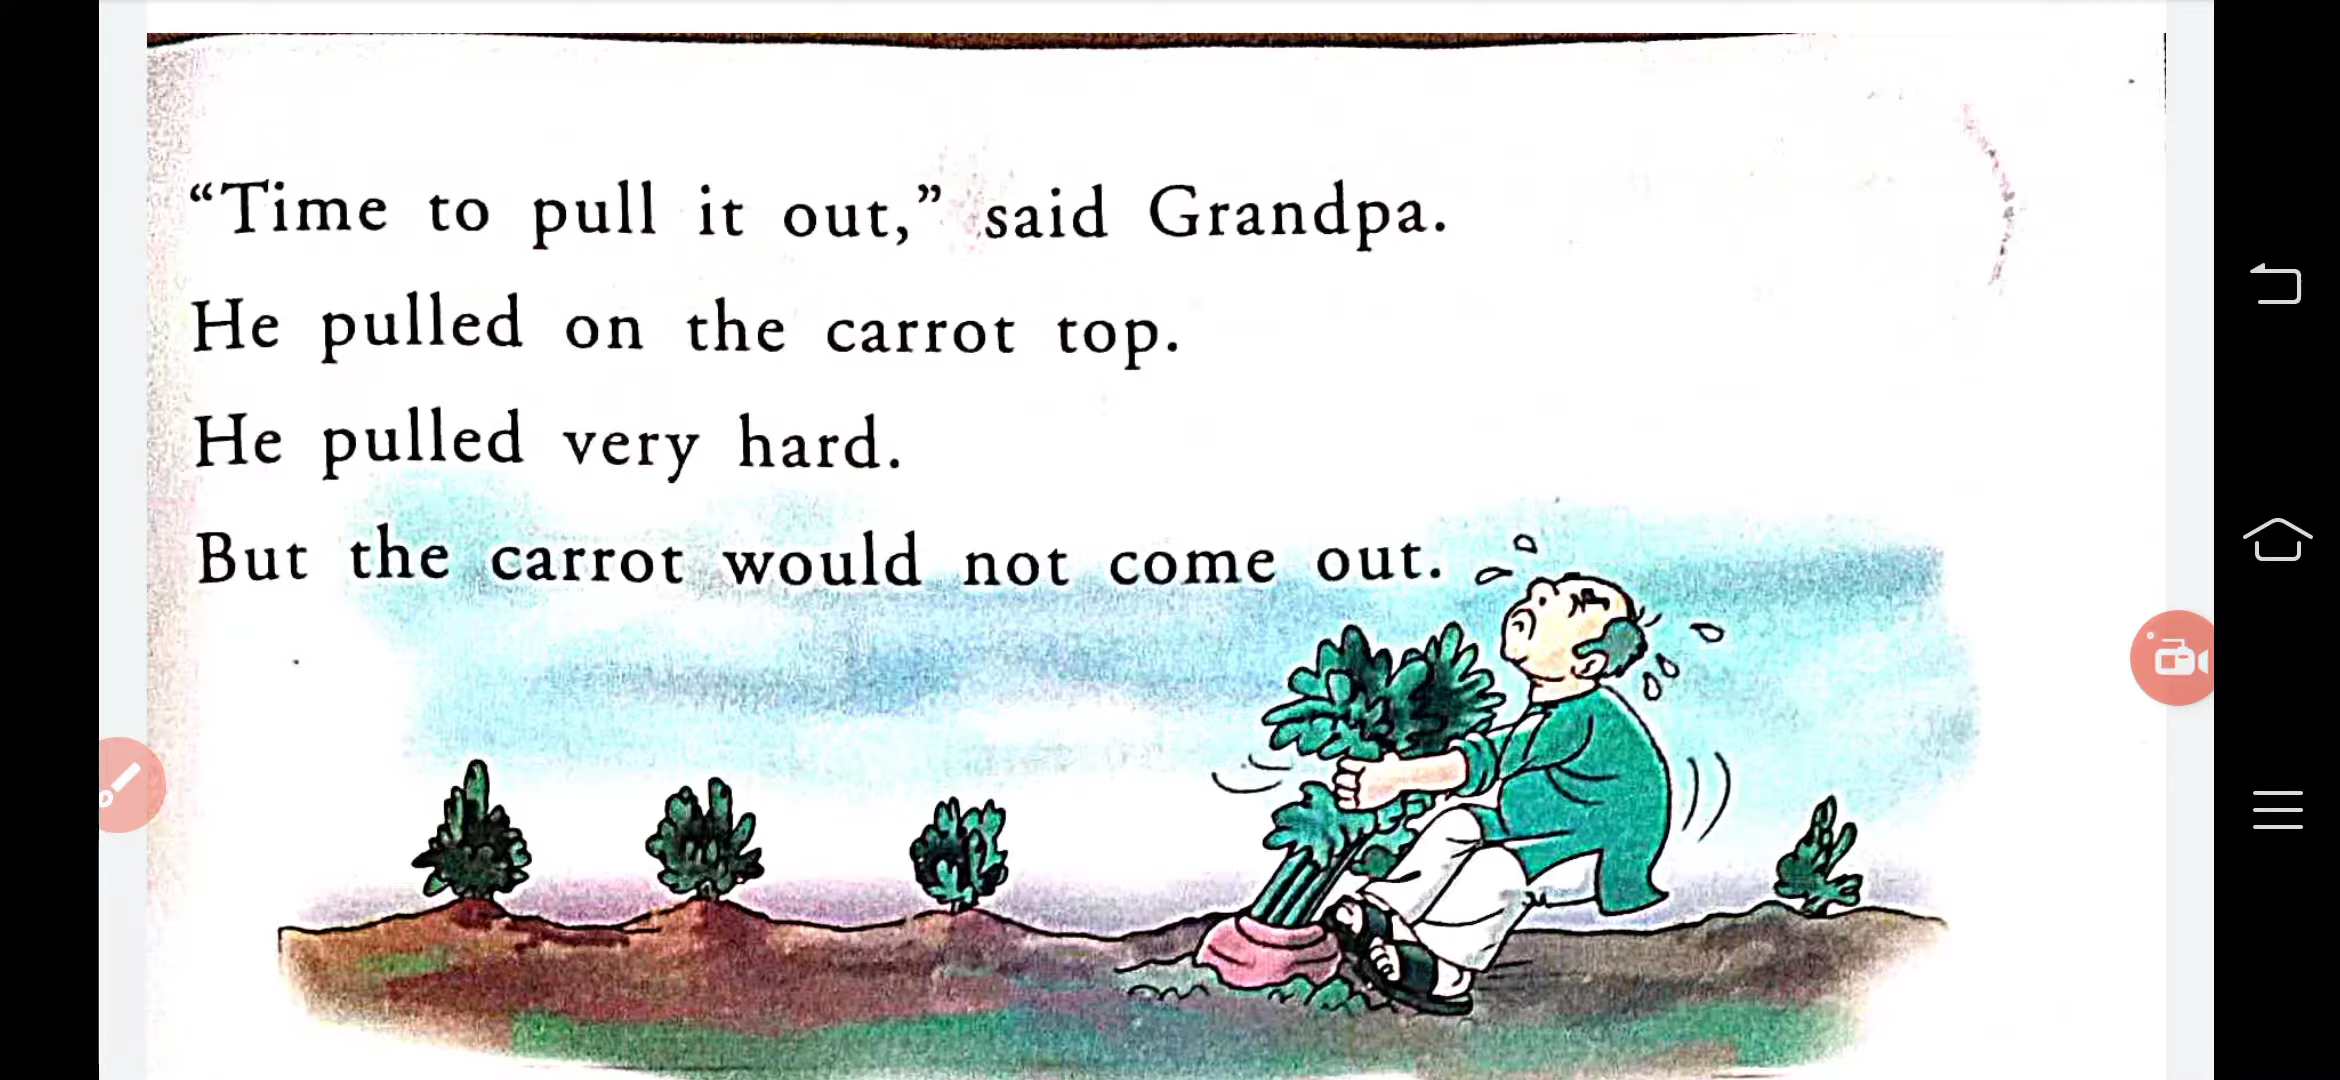 “Time to pull it out,” said Grandpa.
He pulled on the carrot top.
He pulled very hard.
But the carrot would not come out.